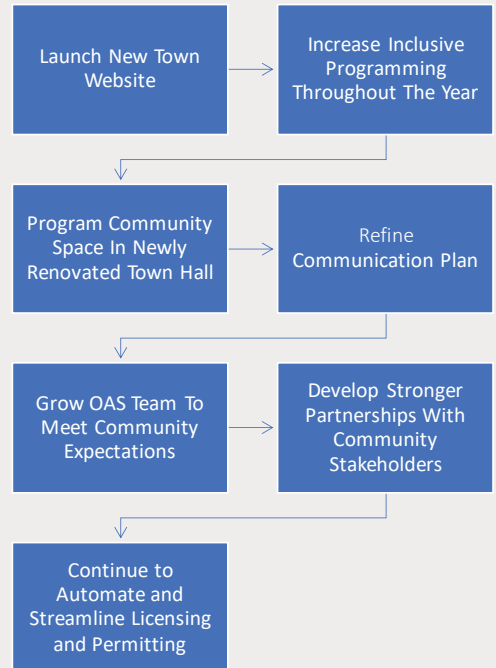 Launch New Town
Website
Increase Inclusive
Programming
Throughout The Year
Program Community
Space In Newly
Renovated Town Hall
Refine
Communication Plan
Grow OAS Team To
Meet Community
Expectations
Develop Stronger
Partnerships With
Community
Stakeholders
Continue to
Automate and
Streamline Licensing
and Permitting